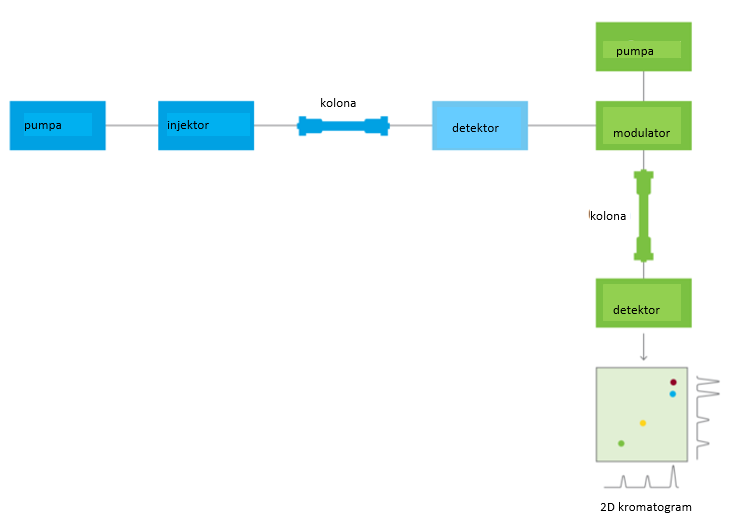 pumpa
kolona
pumpa
injektor
detektor
modulator
kolona
detektor
2D kromatogram